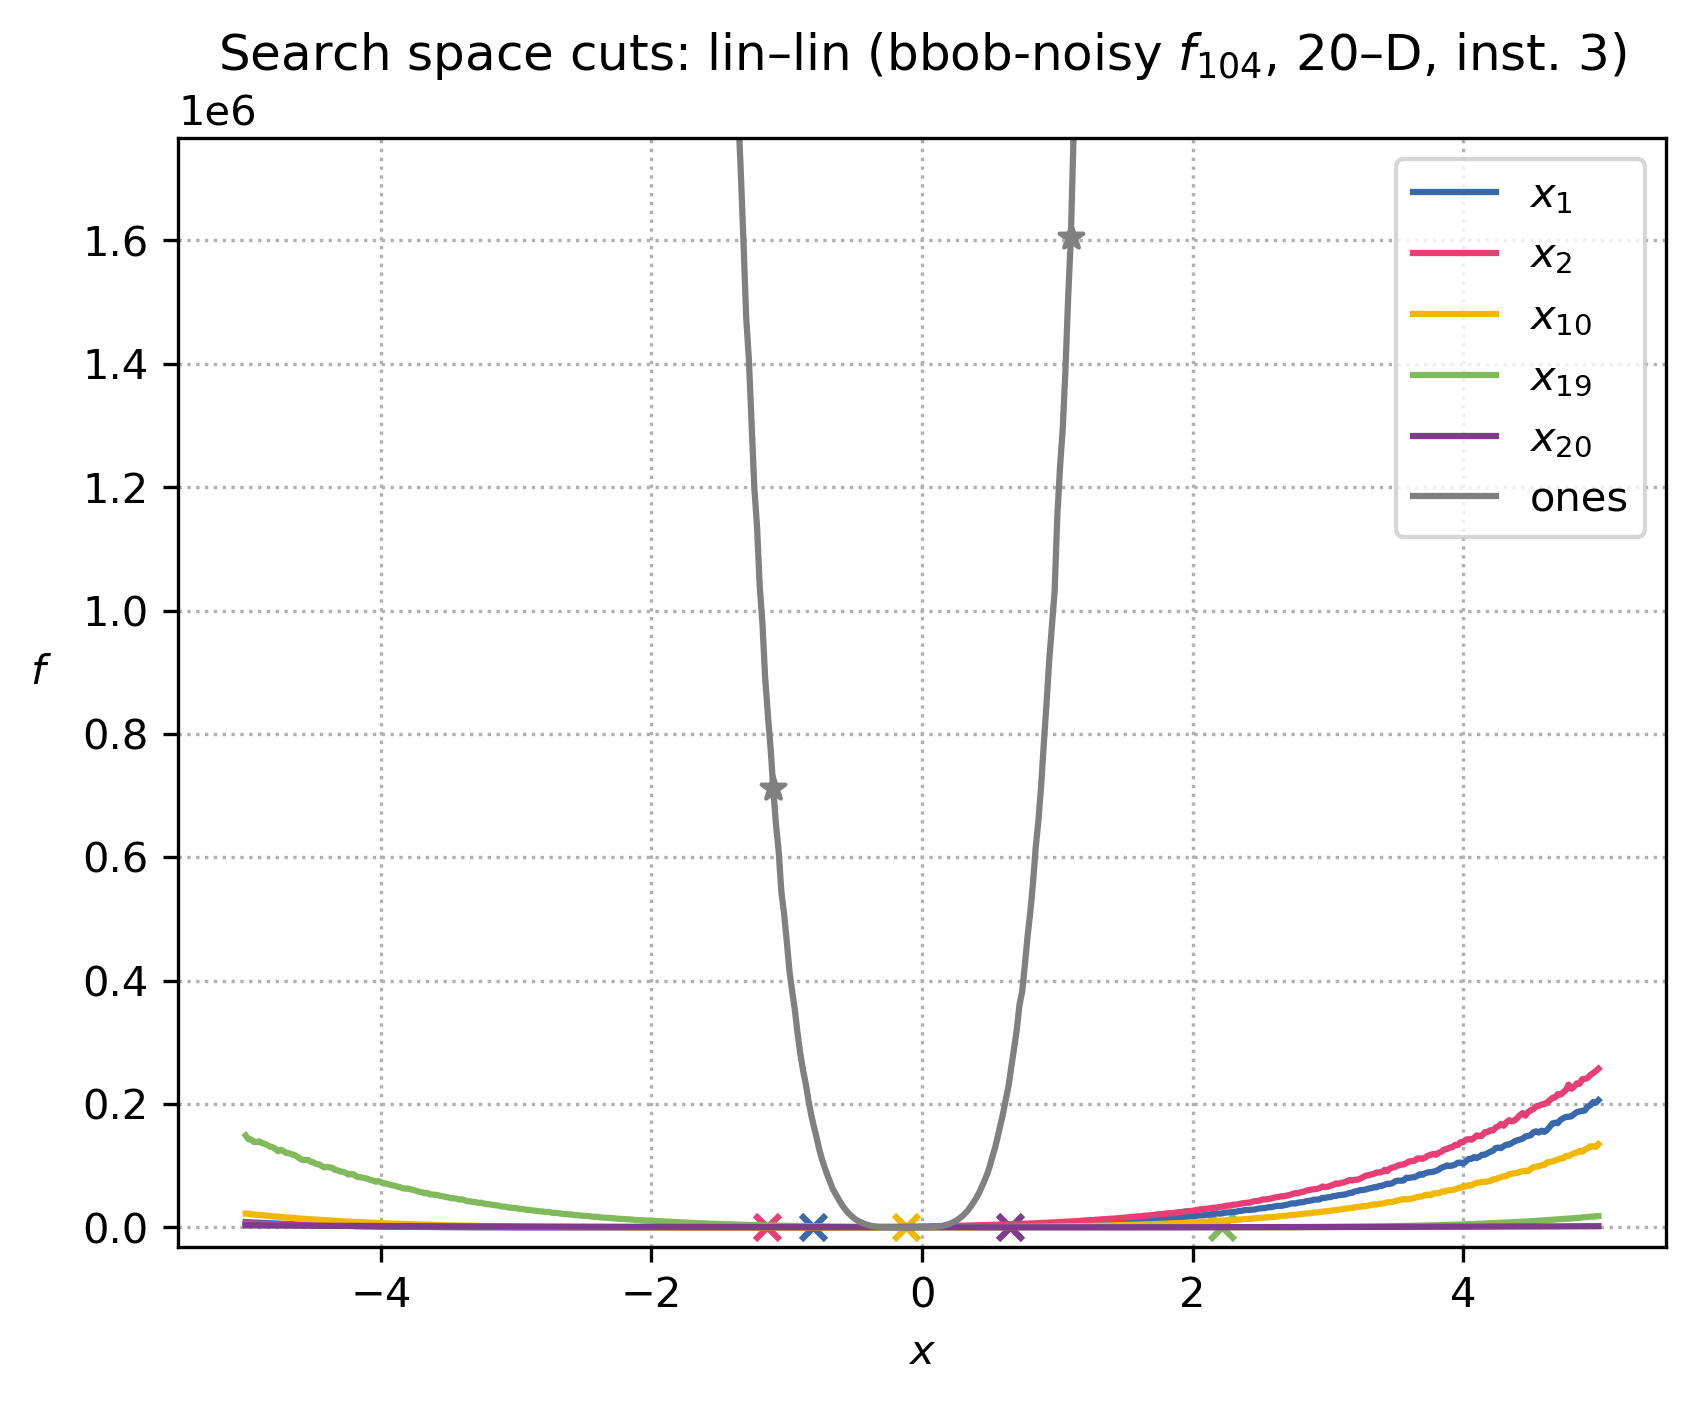 Search space cuts: lin–lin (bbob-noisy f₁₀₄, 20–D, inst. 3)
1e6
x₁
x₂
x₁₀
x₁₉
x₂₀
ones
1.6
1.4
1.2
1.0
0.8
0.6
0.4
0.2
0.0
f
−4 −2 0 2 4
x